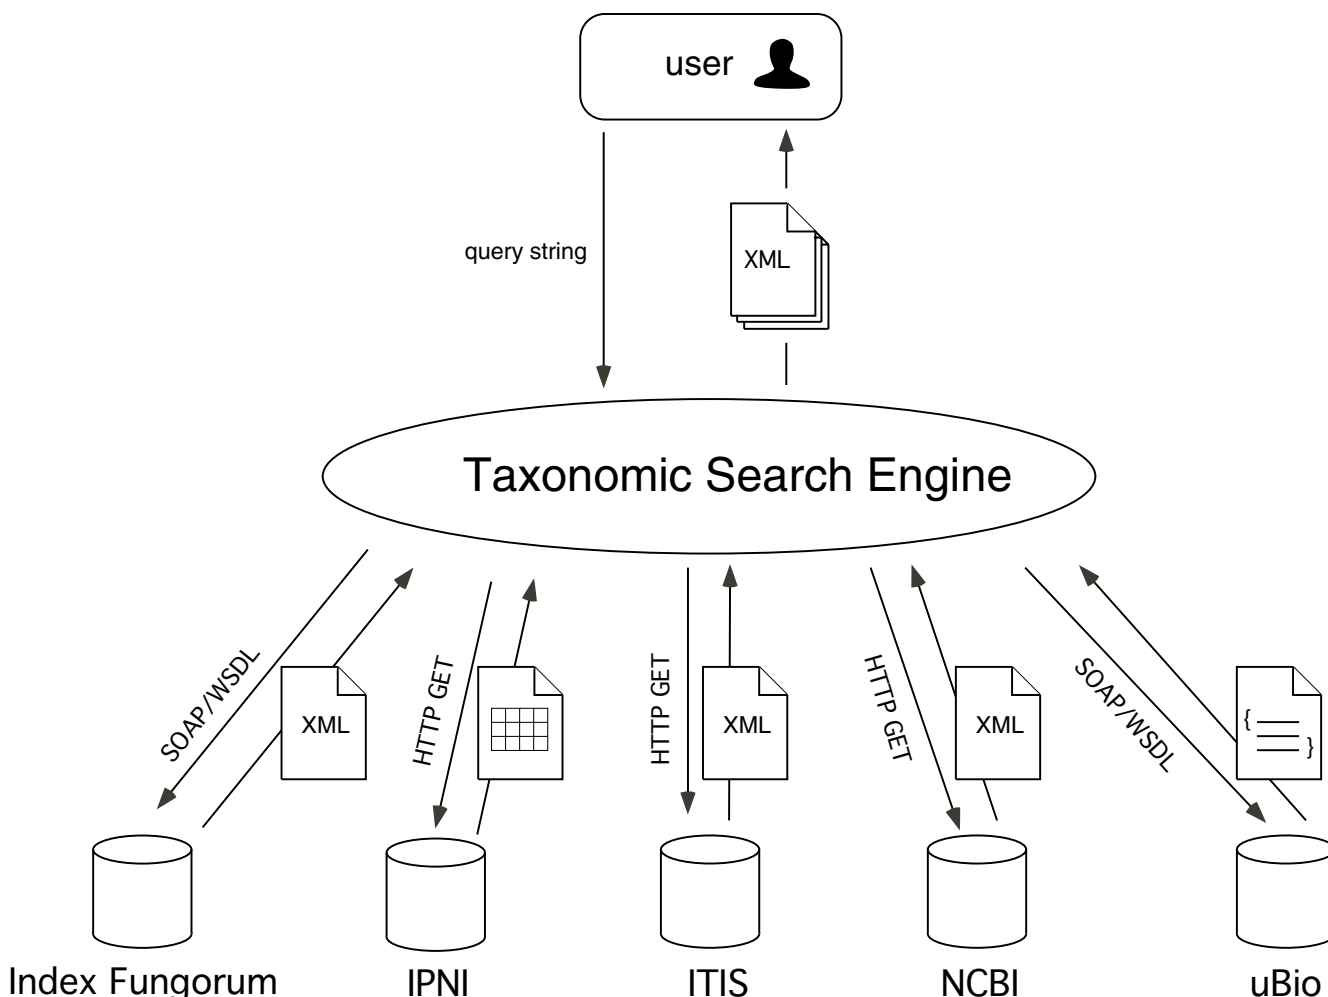 user
query string
XML
Taxonomic Search Engine
SOAP/WSDL
XML
HTTP GET
HTTP GET
XML
HTTP GET
XML
SOAP/WSDL
{
}
Index Fungorum
IPNI
ITIS
NCBI
uBio